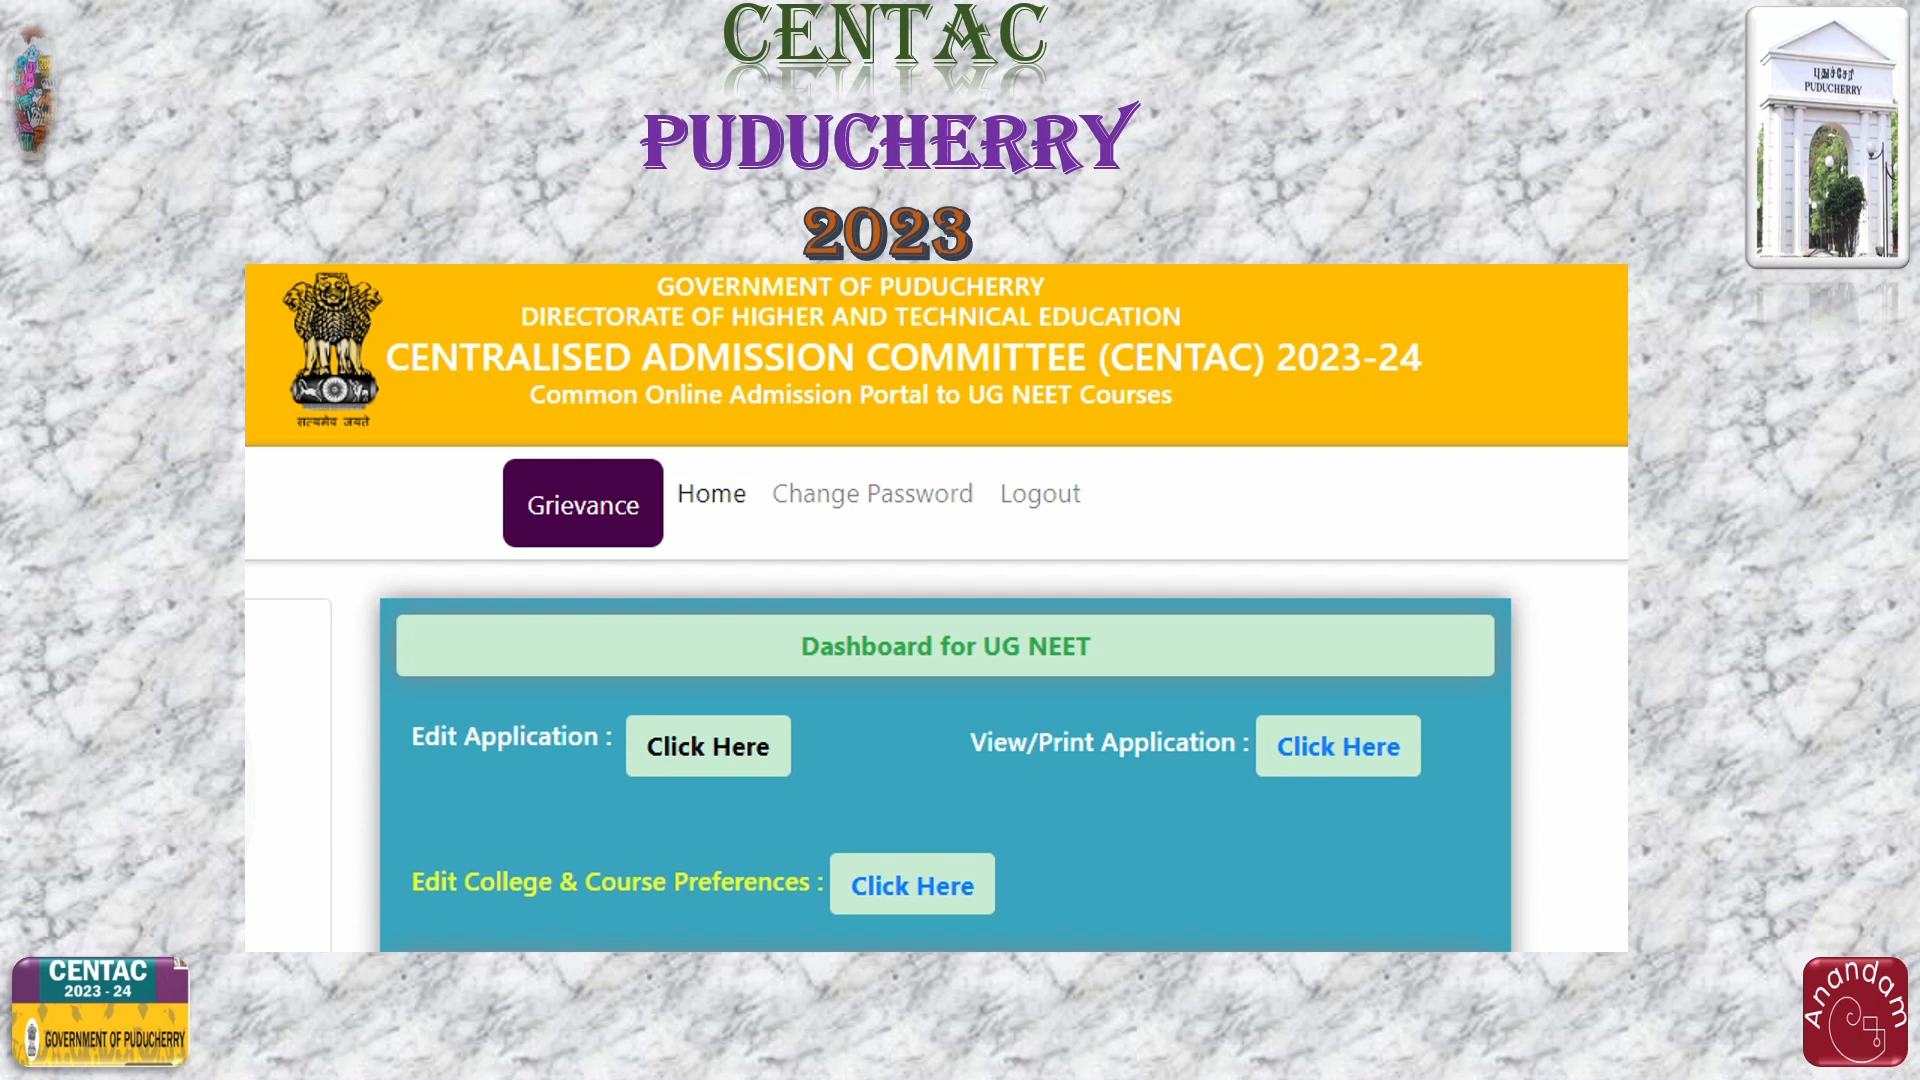 CENTAC
PUDUCHERRY
2023
புதுச்சேரி
PUDUCHERRY
GOVERNMENT OF PUDUCHERRY
DIRECTORATE OF HIGHER AND TECHNICAL EDUCATION
CENTRALISED ADMISSION COMMITTEE (CENTAC) 2023-24
Common Online Admission Portal to UG NEET Courses
सत्यमेव जयते
Grievance
Home Change Password Logout
Dashboard for UG NEET
Edit Application : Click Here
View/Print Application : Click Here
Edit College & Course Preferences : Click Here
CENTAC
2023 - 24
GOVERNMENT OF PUDUCHERRY
Anandam